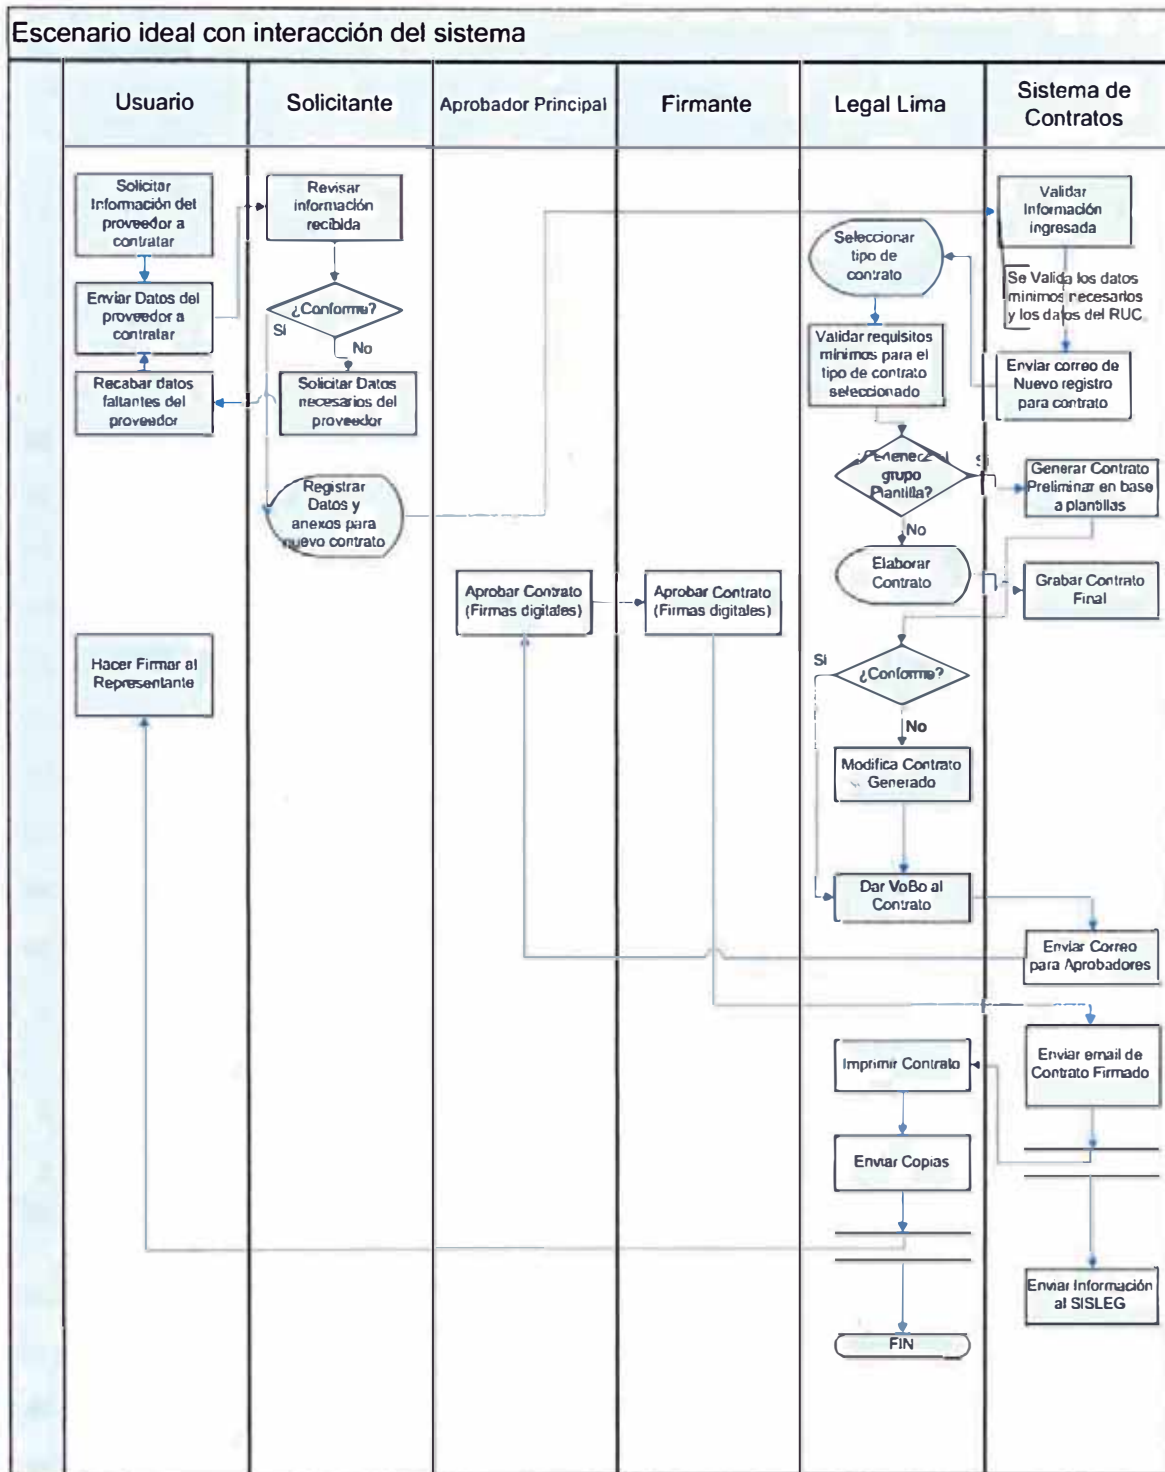 Escenario ideal con interacción del sistema
Usuario
Solicitante
Aprobador Principal
Firmante
Legal Lima
Sistema de
Contratos
Solicitar
Información del
proveedor a
contratar
Enviar Datos del
proveedor a
contratar
Recabar datos
faltantes del
proveedor
Hacer Firmar al
Representante
Revisar
información
recibida
¿Conforme?
Si
No
Solicitar Datos
necesarios del
proveedor
Registrar
Datos y
anexos para
nuevo contrato
Aprobar Contrato
(Firmas digitales)
Aprobar Contrato
(Firmas digitales)
Seleccionar
tipo de
contrato
Validar requisitos
mínimos para el
tipo de contrato
seleccionado
grupo
Plantilla?
Si
No
Elaborar
Contrato
¿Conforme?
Si
No
Modifica Contrato
Generado
Dar VoBo al
Contrato
Imprimir Contrato
Enviar Copias
FIN
Validar
Información
ingresada
Se Valida los datos
mínimos necesarios
y los datos del RUC
Enviar correo de
Nuevo registro
para contrato
Generar Contrato
Preliminar en base
a plantillas
Grabar Contrato
Final
Enviar Correo
para Aprobadores
Enviar email de
Contrato Firmado
Enviar Información
al SISLEG